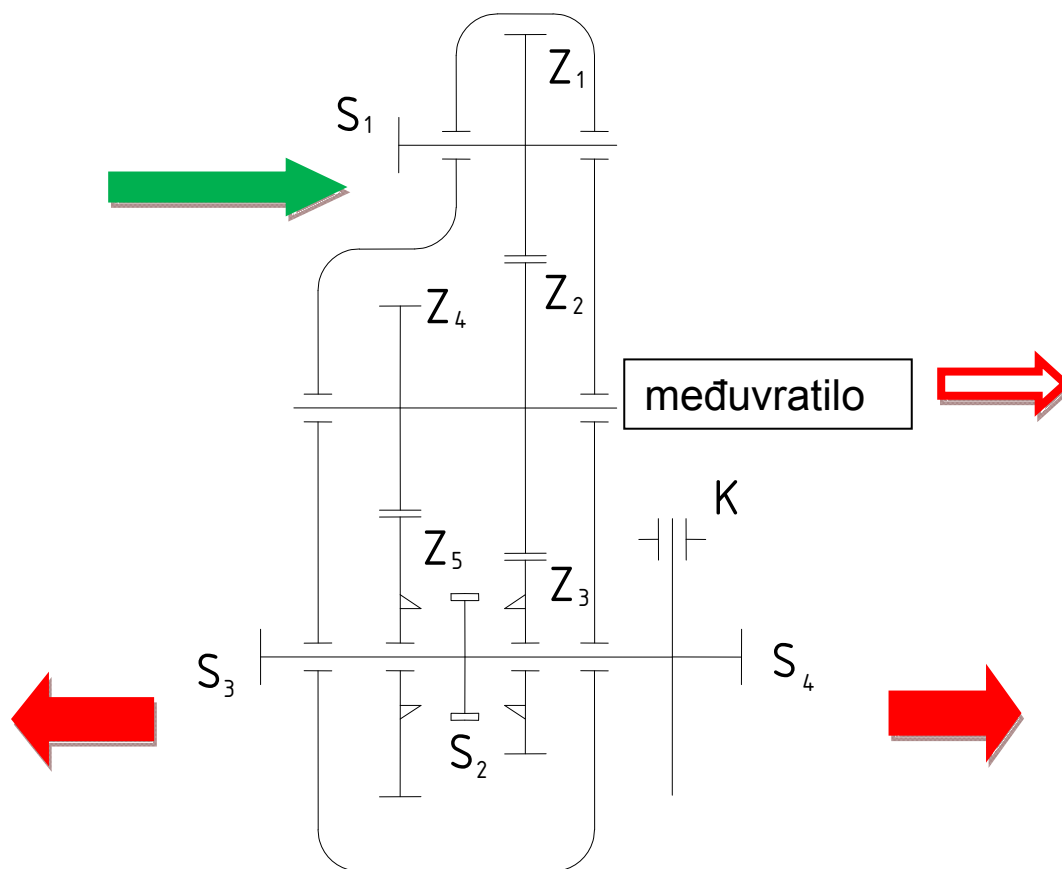 Z₁
S₁
Z₂
Z₄
međuvratilo
K
Z₅
Z₃
S₃
S₄
S₂